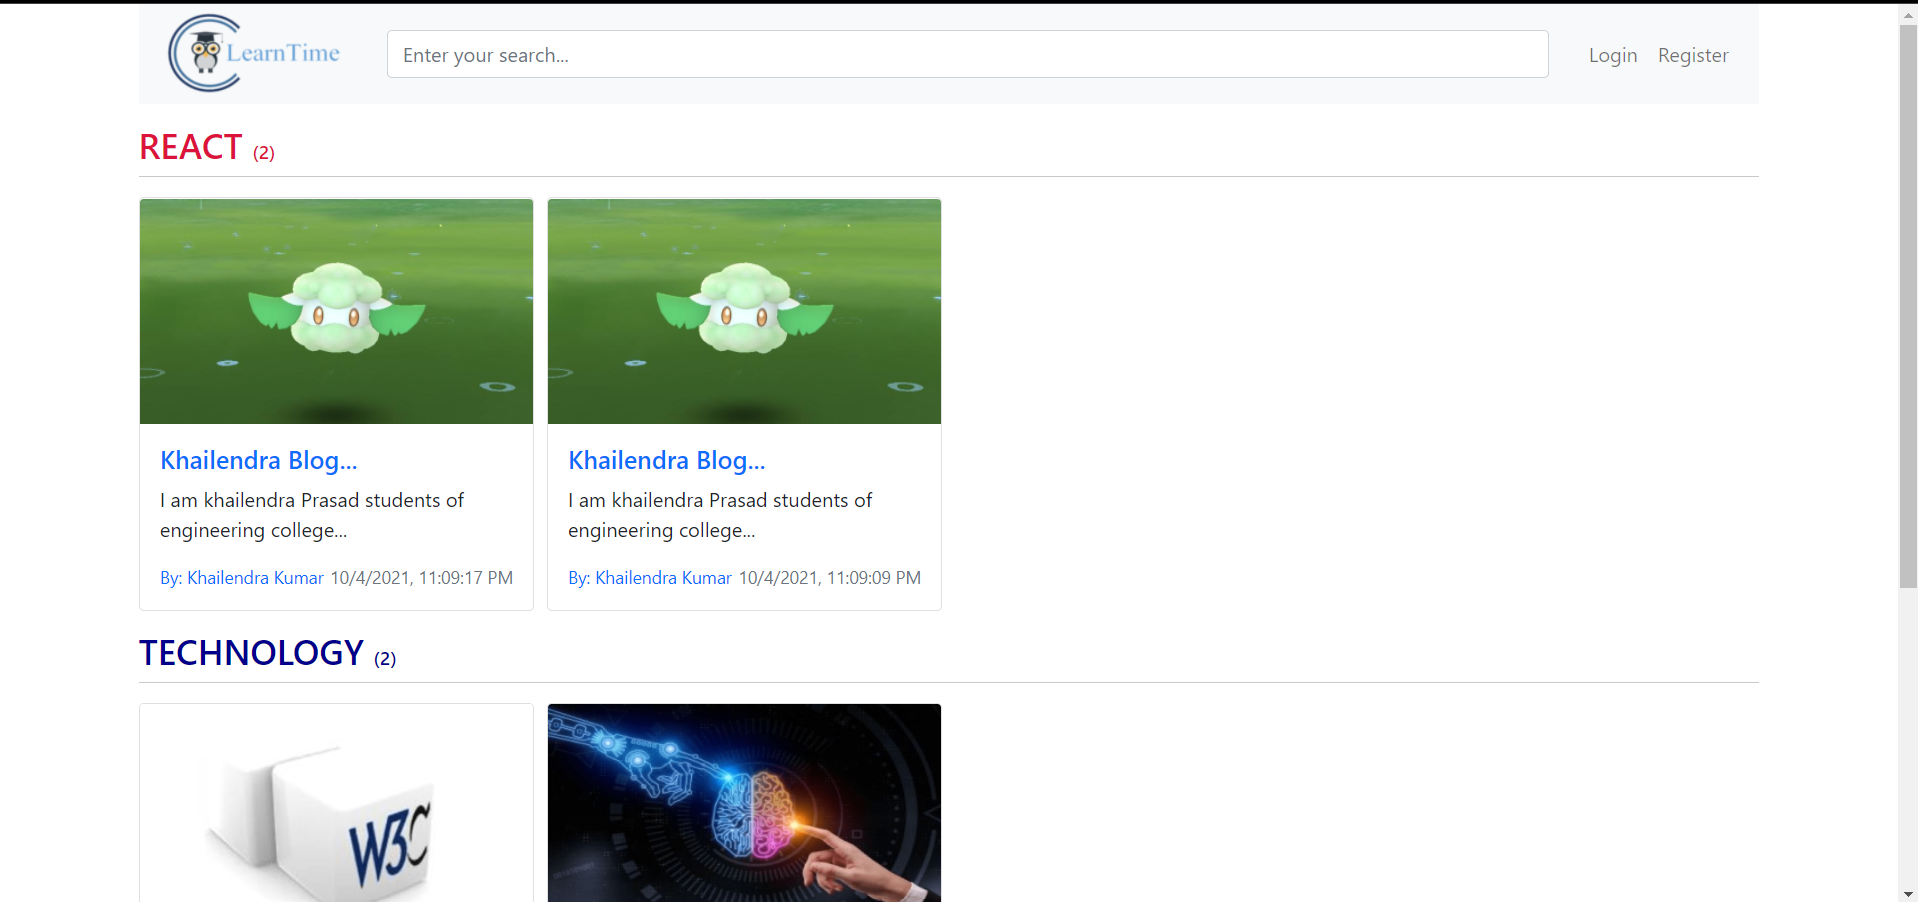 LearnTime
Enter your search...
Login Register
REACT (2)
Khailendra Blog...
I am khailendra Prasad students of
engineering college...
By: Khailendra Kumar 10/4/2021, 11:09:17 PM
Khailendra Blog...
I am khailendra Prasad students of
engineering college...
By: Khailendra Kumar 10/4/2021, 11:09:09 PM
TECHNOLOGY (2)
W3C